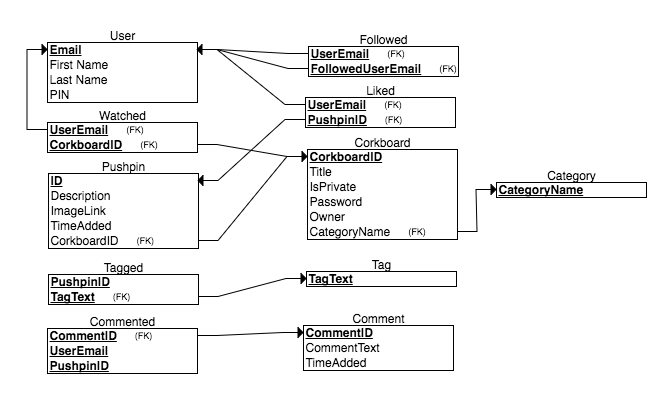 User
Email
First Name
Last Name
PIN
Followed
UserEmail (FK)
FollowedUserEmail (FK)
Liked
UserEmail (FK)
PushpinID (FK)
Watched
UserEmail (FK)
CorkboardID (FK)
Corkboard
CorkboardID
Title
IsPrivate
Password
Owner
CategoryName (FK)
Category
CategoryName
Pushpin
ID
Description
ImageLink
TimeAdded
CorkboardID (FK)
Tagged
PushpinID
TagText (FK)
Tag
TagText
Commented
CommentID (FK)
UserEmail
PushpinID
Comment
CommentID
CommentText
TimeAdded